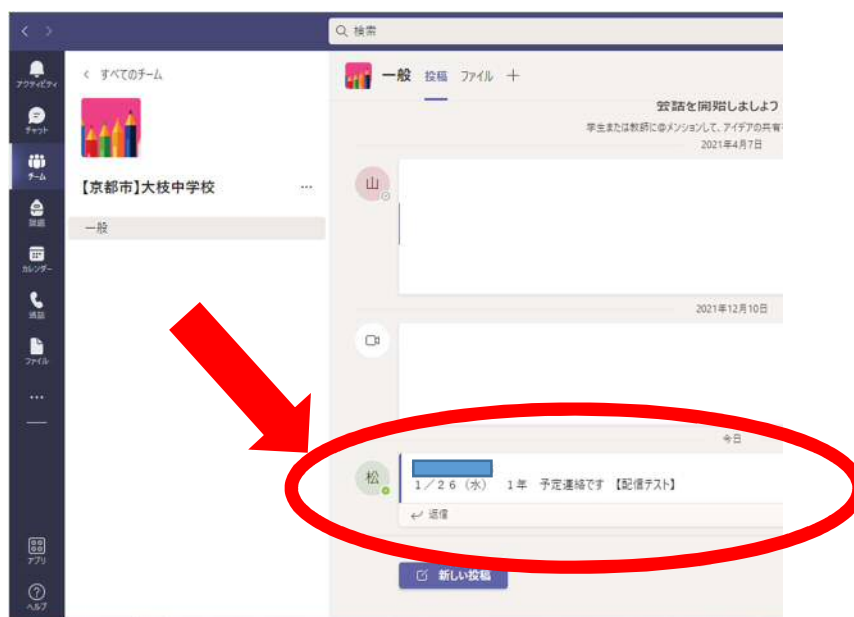 検索
アクティビティ
チャット
チーム
課題
カレンダー
通話
ファイル
アプリ
ヘルプ
すべてのチーム
【京都市】大枝中学校
一般
一般 投稿 ファイル
会話を開始しましよう
学生または教師に@メンションして、アイデアの共有
2021年4月7日
山
2021年12月10日
今日
松
1／26（水） 1年 予定連絡です 【配信テスト】
返信
新しい投稿